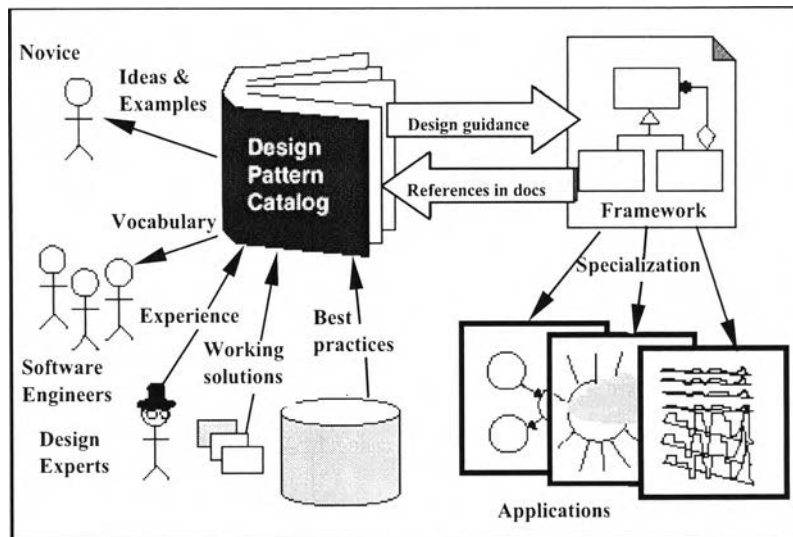 Novice
Ideas &
Examples
Design
Pattern
Catalog
Design guidance
References in docs
Framework
Vocabulary
Specialization
Experience
Best
practices
Working
solutions
Software
Engineers
Design
Experts
Applications